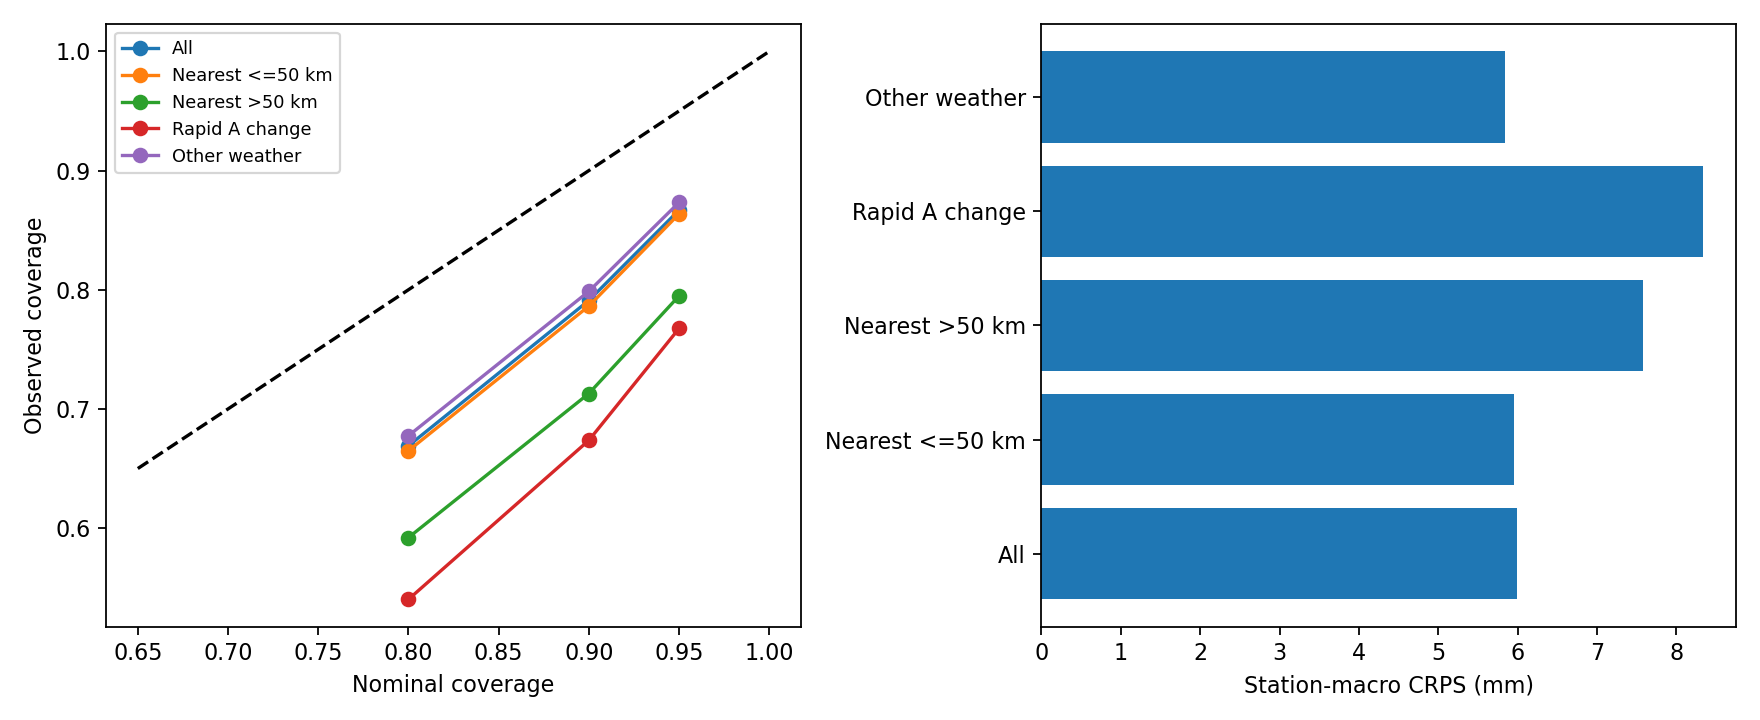 1.0
0.9
0.8
0.7
0.6
Observed coverage
All
Nearest <=50 km
Nearest >50 km
Rapid A change
Other weather
0.65 0.70 0.75 0.80 0.85 0.90 0.95 1.00
Nominal coverage
Other weather
Rapid A change
Nearest >50 km
Nearest <=50 km
All
0 1 2 3 4 5 6 7 8
Station-macro CRPS (mm)